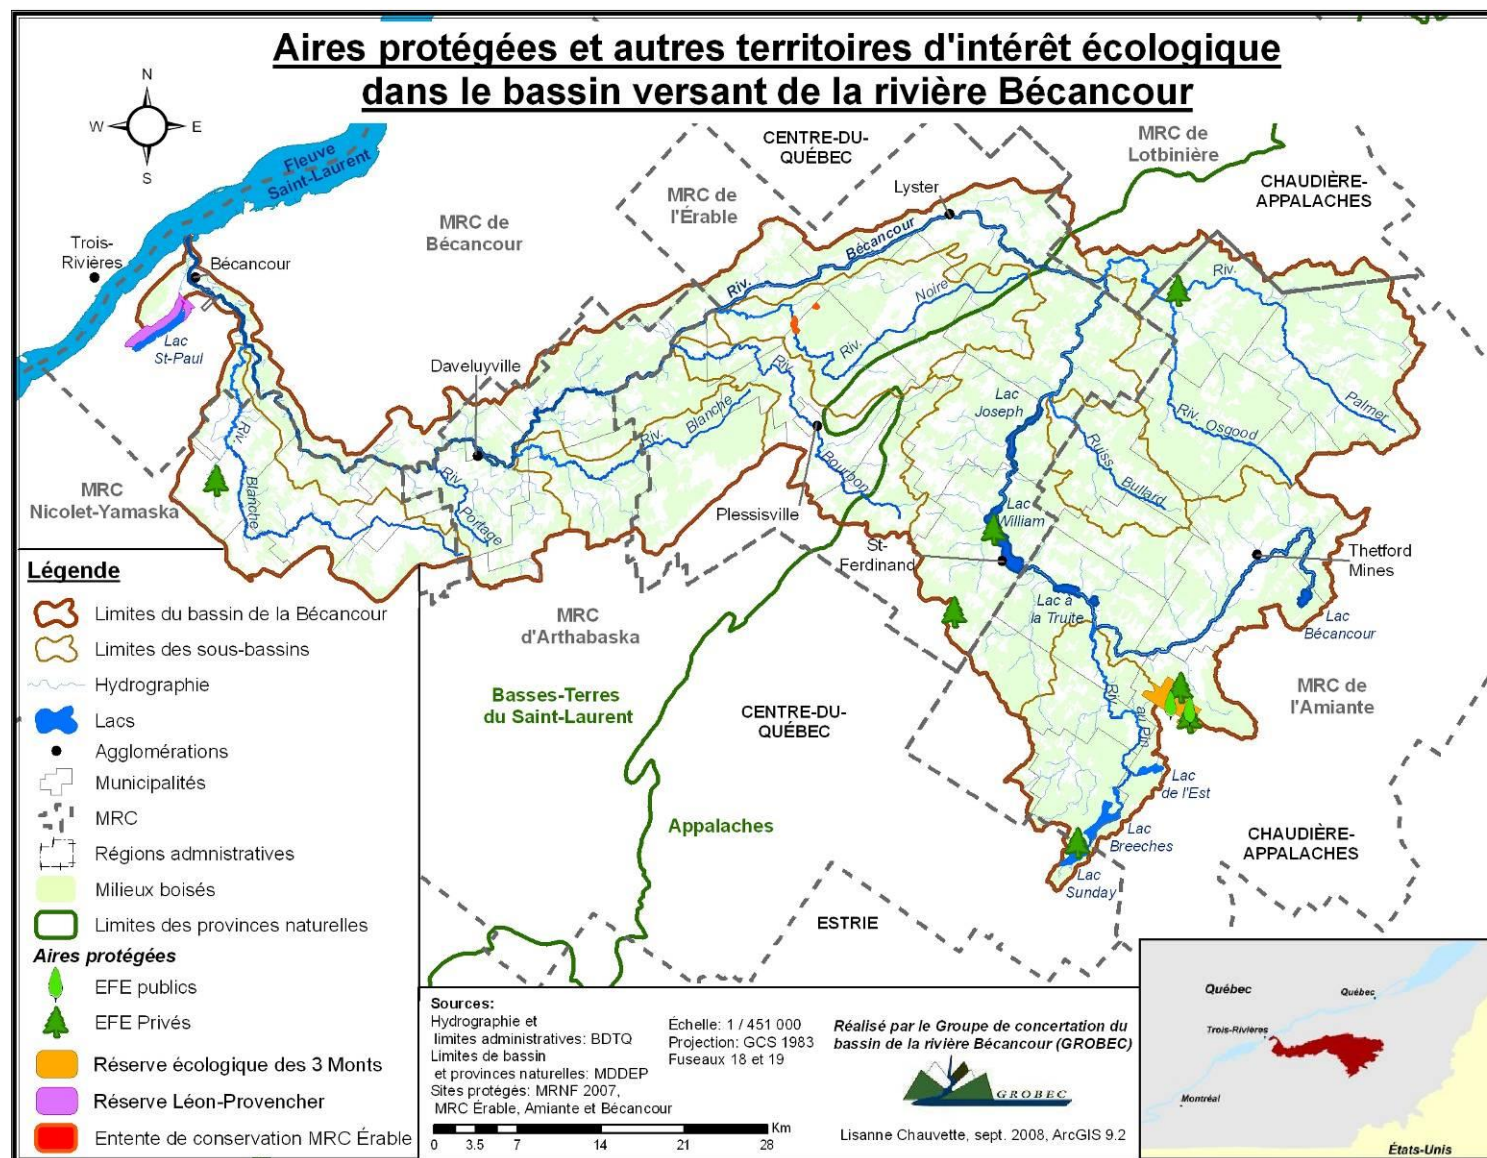 Aires protégées et autres territoires d'intérêt écologique
dans le bassin versant de la rivière Bécancour
N
W
E
S
Fleuve
Saint-Laurent
Trois-
Rivières
Bécancour
Lac
St-Paul
MRC de
Bécancour
MRC de
l'Érable
CENTRE-DU-
QUÉBEC
MRC de
Lotbinière
CHAUDIÈRE-
APPALACHES
Lyster
Riv.
Bécancour
Riv.
Noire
Riv.
Palmer
Riv.
Osgood
Daveluyville
Riv.
Blanche
Riv.
Bourbon
Lac
Joseph
Ruiss.
Bullard
MRC
Nicolet-Yamaska
Riv.
Blanche
Riv.
Portage
Plessisville
Lac
William
St-
Ferdinand
Thetford
Mines
Lac à
la Truite
Lac
Bécancour
MRC
d'Arthabaska
Basses-Terres
du Saint-Laurent
CENTRE-DU-
QUÉBEC
Riv.
au Pin
MRC de
l'Amiante
Lac
de l'Est
Appalaches
Lac
Breeches
CHAUDIÈRE-
APPALACHES
Lac
Sunday
ESTRIE
Légende
Limites du bassin de la Bécancour
Limites des sous-bassins
Hydrographie
Lacs
Agglomérations
Municipalités
MRC
Régions admnistratives
Milieux boisés
Limites des provinces naturelles
Aires protégées
EFE publics
EFE Privés
Réserve écologique des 3 Monts
Réserve Léon-Provencher
Entente de conservation MRC Érable
Sources:
Hydrographie et
limites administratives: BDTQ
Limites de bassin
et provinces naturelles: MDDEP
Sites protégés: MRNF 2007,
MRC Érable, Amiante et Bécancour
Échelle: 1 / 451 000
Projection: GCS 1983
Fuseaux 18 et 19
0 3.5 7 14 21 28 Km
Réalisé par le Groupe de concertation du
bassin de la rivière Bécancour (GROBEC)
GROBEC
Lisanne Chauvette, sept. 2008, ArcGIS 9.2
Québec
Québec
Trois-Rivières
Montréal
États-Unis